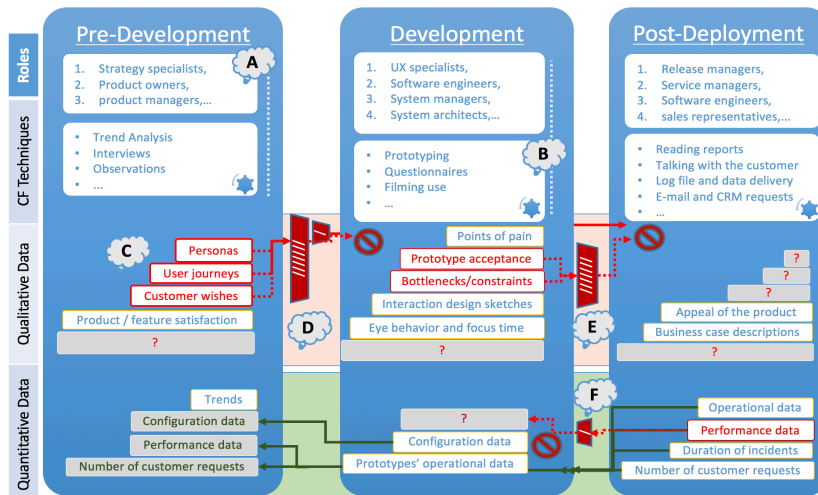 Pre-Development
Development
Post-Deployment
Roles
A
1. Strategy specialists,
2. Product owners,
3. product managers,...
1. UX specialists,
2. Software engineers,
3. System managers,
4. System architects,...
1. Release managers,
2. Service managers,
3. Software engineers,
4. sales representatives,...
CF Techniques
• Trend Analysis
• Interviews
• Observations
• ...
B
• Prototyping
• Questionnaires
• Filming use
• ...
• Reading reports
• Talking with the customer
• Log file and data delivery
• E-mail and CRM requests
• ...
Qualitative Data
C
Personas
User journeys
Customer wishes
Product / feature satisfaction
?
D
Points of pain
Prototype acceptance
Bottlenecks/constraints
Interaction design sketches
Eye behavior and focus time
?
E
?
?
?
Appeal of the product
Business case descriptions
?
Quantitative Data
Trends
Configuration data
Performance data
Number of customer requests
?
Configuration data
Prototypes’ operational data
F
Operational data
Performance data
Duration of incidents
Number of customer requests